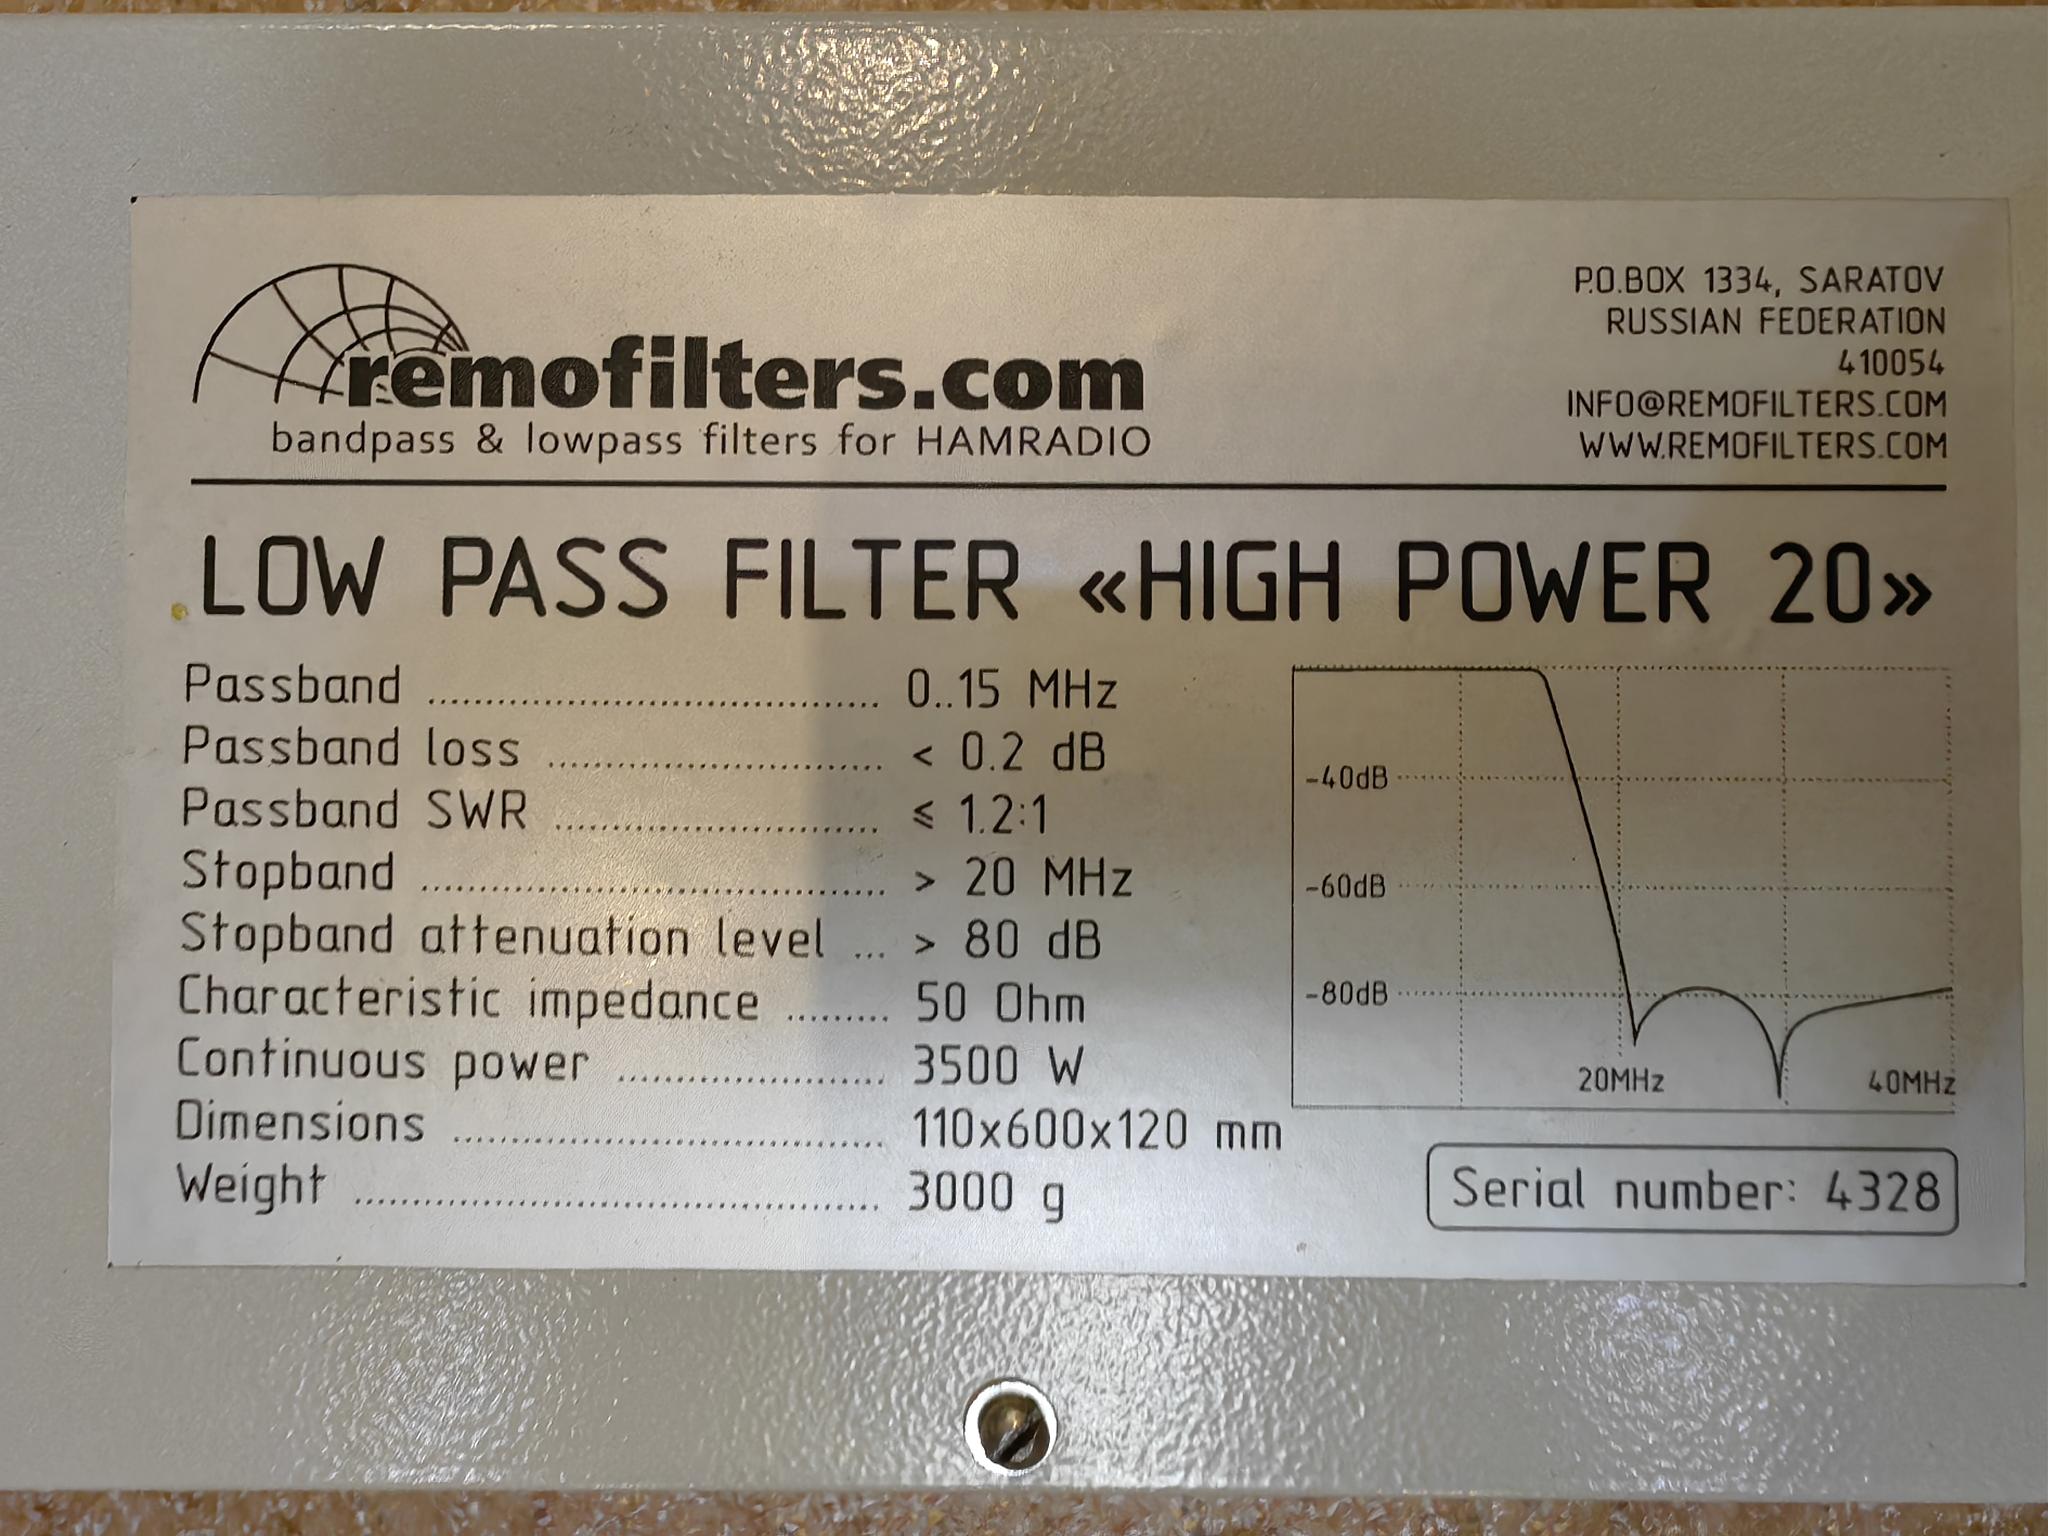 remofilters.com
bandpass & lowpass filters for HAMRADIO
P.O.BOX 1334, SARATOV
RUSSIAN FEDERATION
410054
INFO@REMOFILTERS.COM
WWW.REMOFILTERS.COM
LOW PASS FILTER «HIGH POWER 20»
Passband ........................................ 0..15 MHz
Passband loss ............................. < 0.2 dB
Passband SWR ............................ ⩽ 1.2:1
Stopband ........................................ > 20 MHz
Stopband attenuation level ... > 80 dB
Characteristic impedance ......... 50 Ohm
Continuous power ....................... 3500 W
Dimensions ..................................... 110x600x120 mm
Weight ............................................. 3000 g
-40dB
-60dB
-80dB
20MHz
40MHz
Serial number: 4328